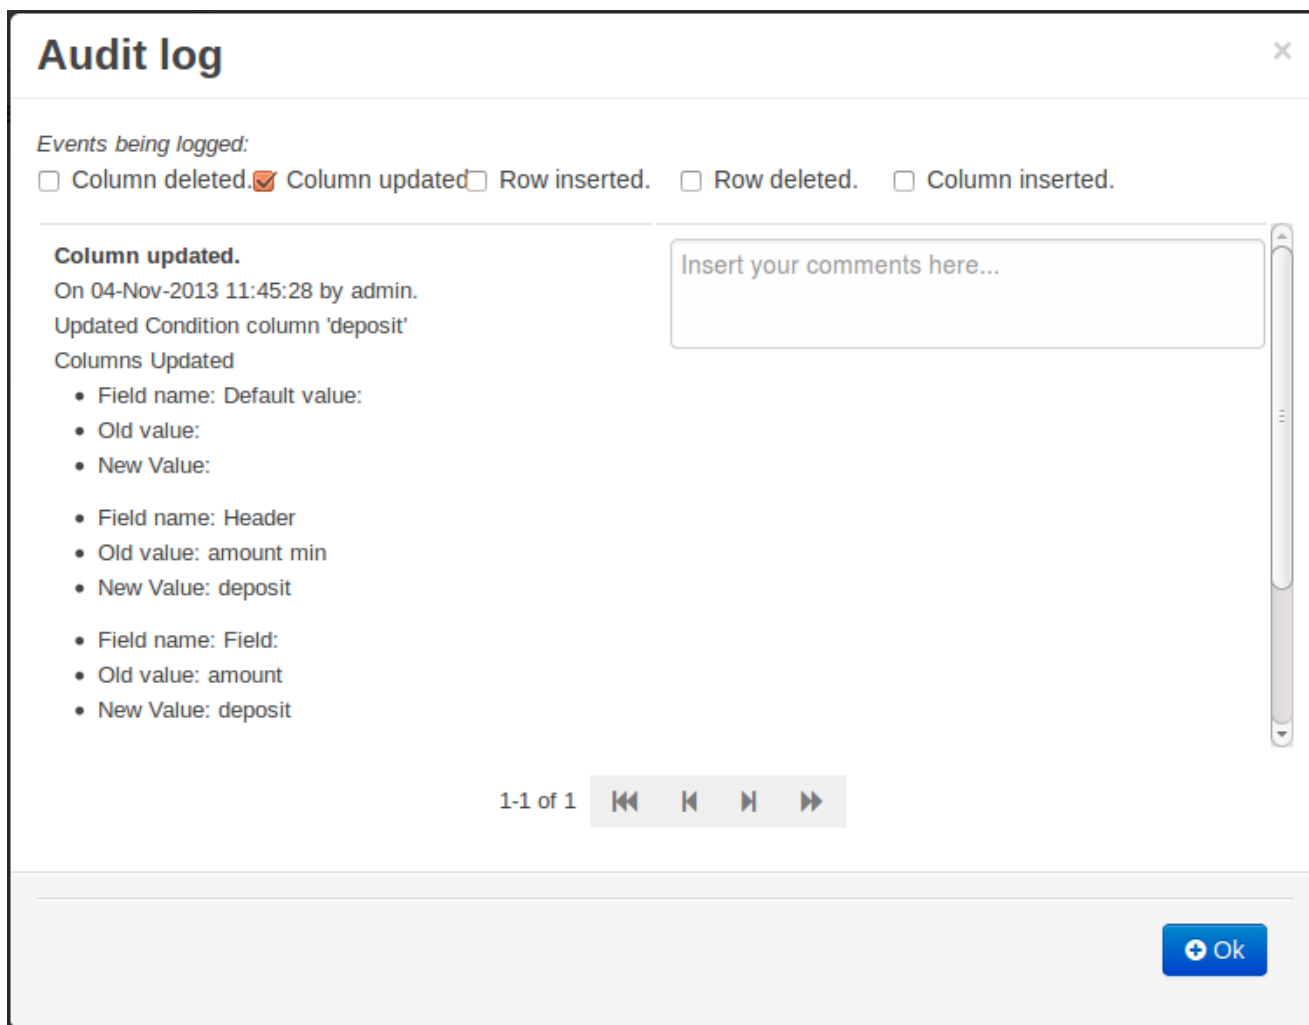 Audit log
×
Events being logged:
Column deleted. Column updated Row inserted. Row deleted. Column inserted.
Column updated.
Insert your comments here...
On 04-Nov-2013 11:45:28 by admin.
Updated Condition column 'deposit'
Columns Updated
• Field name: Default value:
• Old value:
• New Value:
• Field name: Header
• Old value: amount min
• New Value: deposit
• Field name: Field:
• Old value: amount
• New Value: deposit
1-1 of 1
Ok